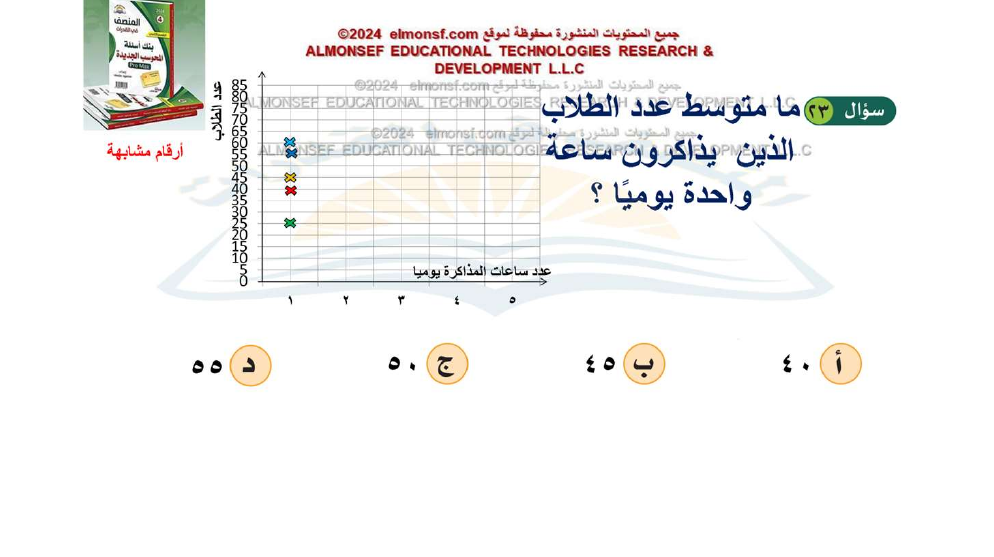 جميع المحتويات المنشورة محفوظة لموقع elmonsf.com ©2024
ALMONSEF EDUCATIONAL TECHNOLOGIES RESEARCH &
DEVELOPMENT L.L.C
المنصف
في القدرات
بنك أسئلة
المحوسب الجديدة
أرقام مشابهة
سؤال ٢٣
ما متوسط عدد الطلاب
الذين يذاكرون ساعة
واحدة يوميًا ؟
جميع المحتويات المنشورة محفوظة لموقع elmonsf.com ©2024
ALMONSEF EDUCATIONAL TECHNOLOGIES RESEARCH & DEVELOPMENT L.L.C
جميع المحتويات المنشورة محفوظة لموقع elmonsf.com ©2024
ALMONSEF EDUCATIONAL TECHNOLOGIES RESEARCH & DEVELOPMENT L.L.C
عدد الطلاب
85
80
75
70
65
60
55
50
45
40
35
30
25
20
15
10
5
0
عدد ساعات المذاكرة يوميا
١ ٢ ٣ ٤ ٥
أ ٤٠
ب ٤٥
ج ٥٠
د ٥٥